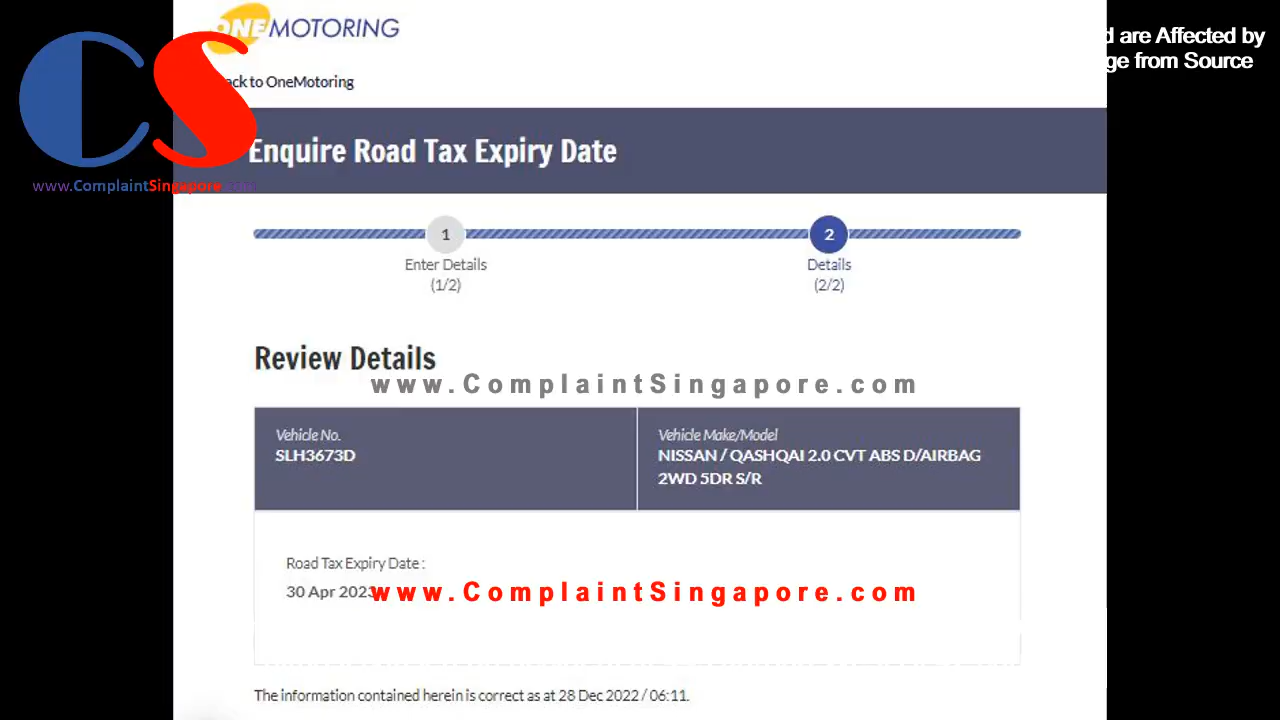 ONEMOTORING
d are Affected by
ge from Source
ack to OneMotoring
Enquire Road Tax Expiry Date
www.ComplaintSingapore.com
1
2
Enter Details
Details
(1/2)
(2/2)
Review Details
www.ComplaintSingapore.com
Vehicle No.
Vehicle Make/Model
SLH3673D
NISSAN / QASHQAI 2.0 CVT ABS D/AIRBAG
2WD 5DR S/R
Road Tax Expiry Date :
30 Apr 2023
www.ComplaintSingapore.com
The information contained herein is correct as at 28 Dec 2022 / 06:11.